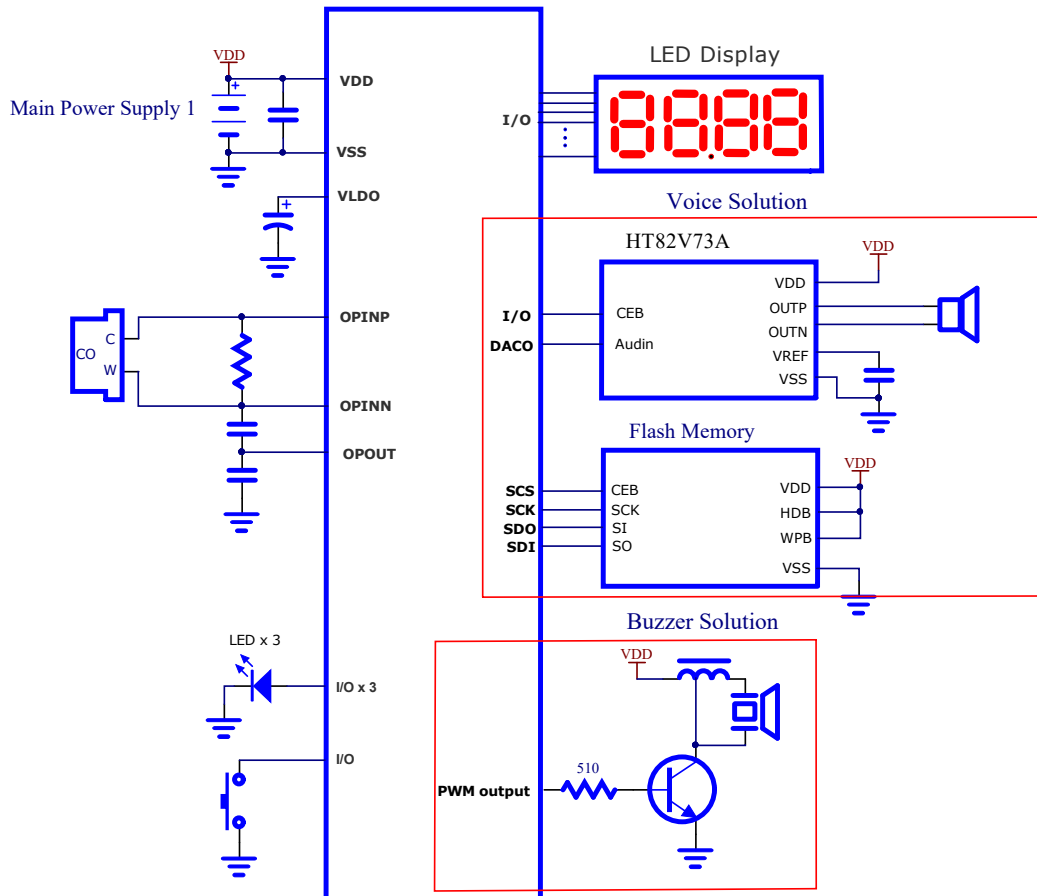 VDD
Main Power Supply 1
+
VDD
VSS
VLDO
+
OPINP
CO
C
W
OPINN
OPOUT
LED x 3
I/O x 3
I/O
LED Display
I/O
Voice Solution
HT82V73A
VDD
I/O
DACO
CEB
Audin
VDD
OUTP
OUTN
VREF
VSS
Flash Memory
VDD
SCS
SCK
SDO
SDI
CEB
SCK
SI
SO
VDD
HDB
WPB
VSS
Buzzer Solution
VDD
510
PWM output